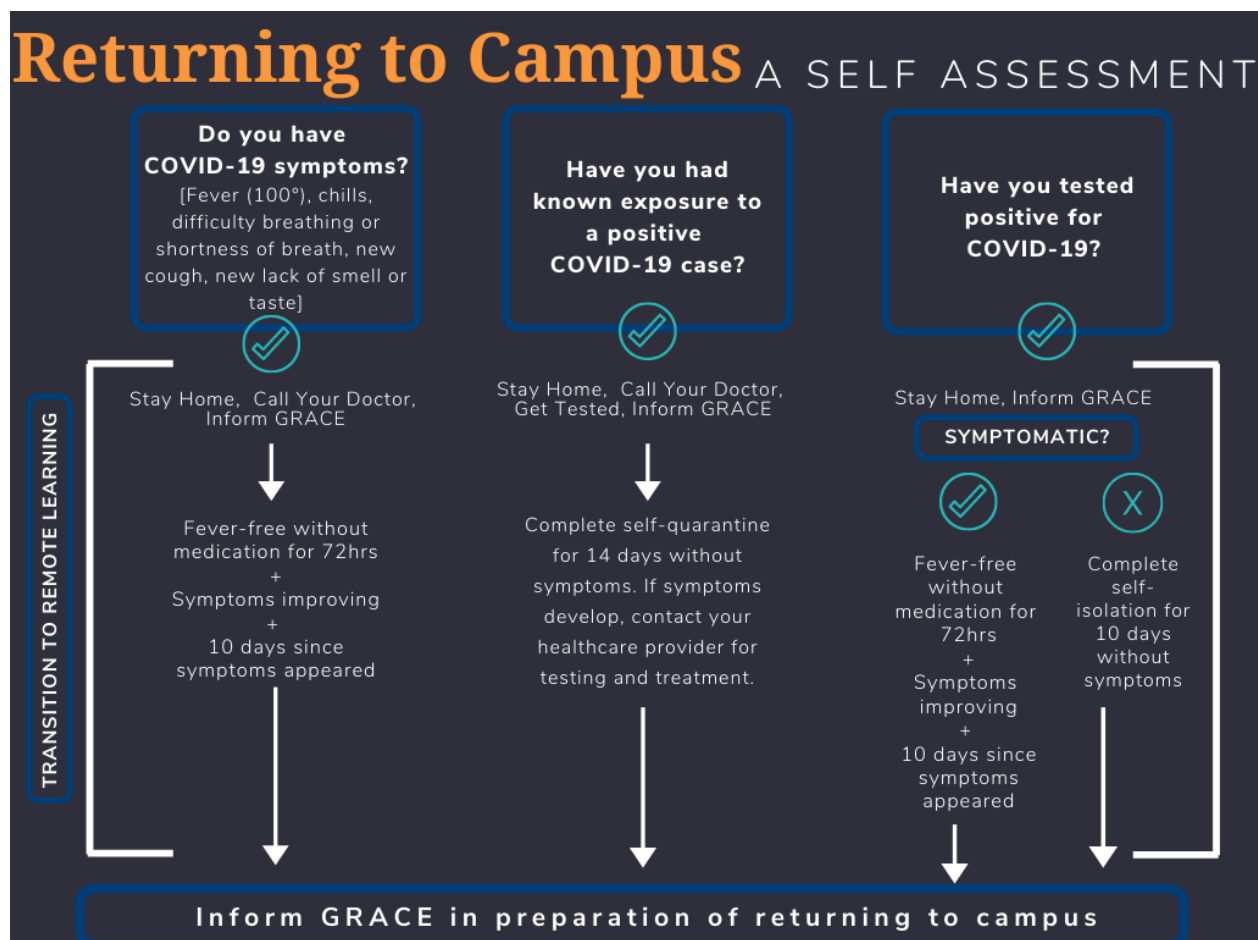 Returning to Campus A SELF ASSESSMENT
Do you have
COVID-19 symptoms?
[Fever (100°), chills,
difficulty breathing or
shortness of breath, new
cough, new lack of smell or
taste]
Have you had
known exposure to
a positive
COVID-19 case?
Have you tested
positive for
COVID-19?
TRANSITION TO REMOTE LEARNING
Stay Home, Call Your Doctor,
Inform GRACE
Fever-free without
medication for 72hrs
+
Symptoms improving
+
10 days since
symptoms appeared
Stay Home, Call Your Doctor,
Get Tested, Inform GRACE
Complete self-quarantine
for 14 days without
symptoms. If symptoms
develop, contact your
healthcare provider for
testing and treatment.
Stay Home, Inform GRACE
SYMPTOMATIC?
Fever-free
without
medication for
72hrs
+
Symptoms
improving
+
10 days since
symptoms
appeared
X
Complete
self-
isolation for
10 days
without
symptoms
Inform GRACE in preparation of returning to campus